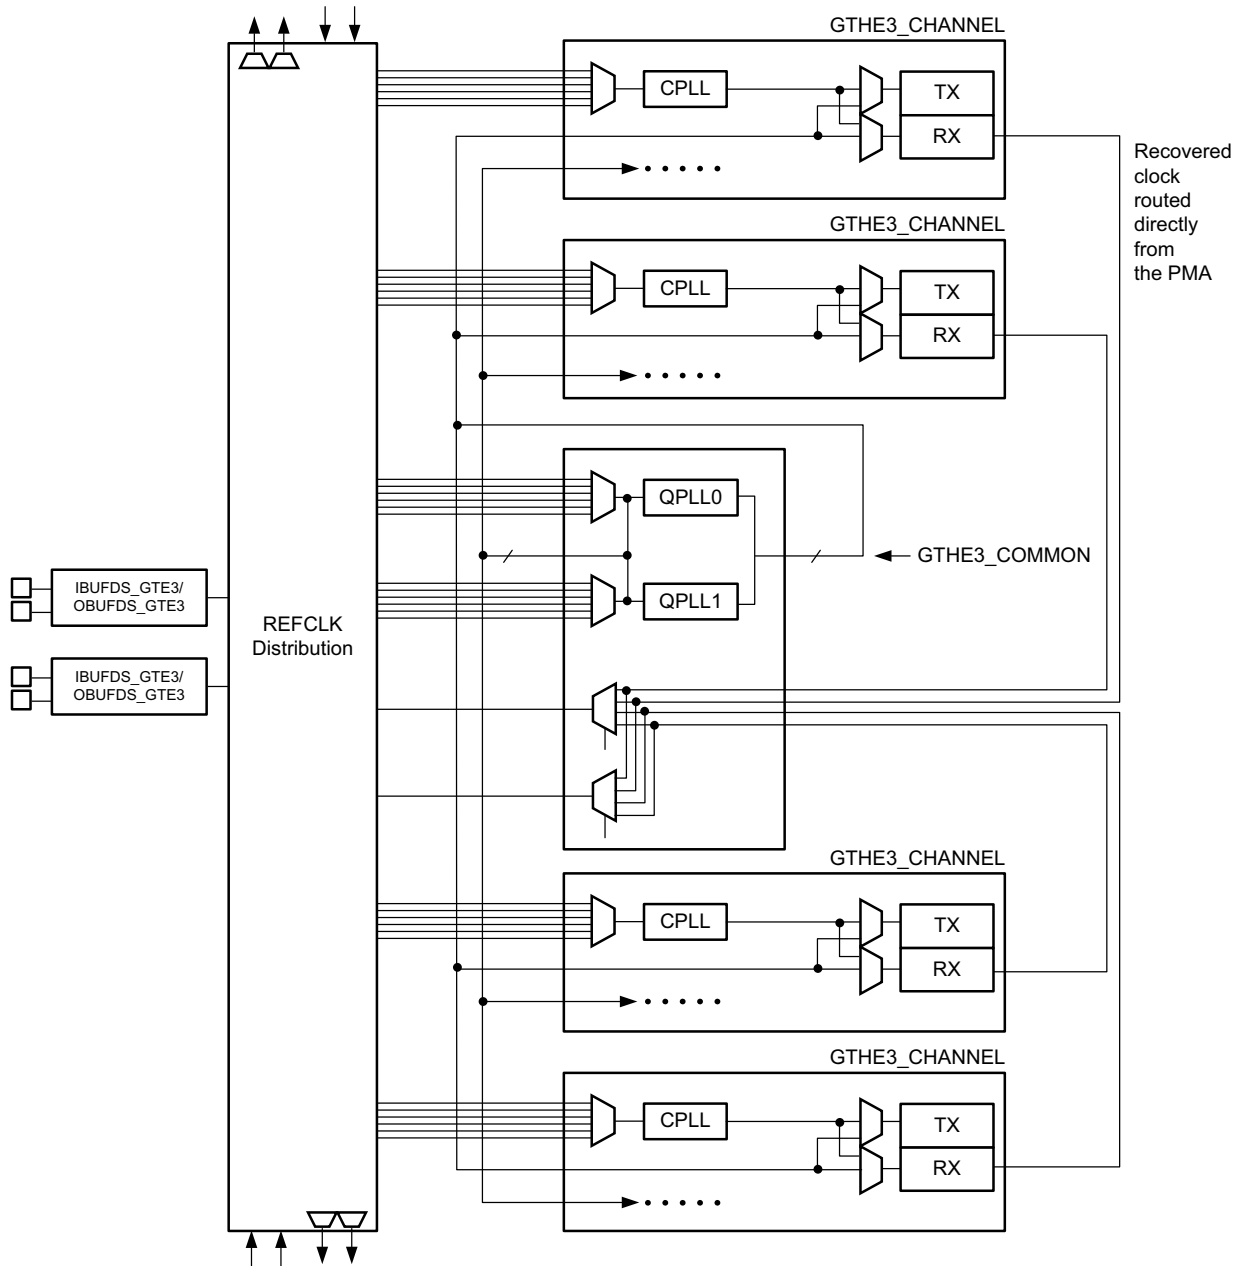 GTHE3_CHANNEL
CPLL
TX
RX
Recovered
clock
routed
directly
from
the PMA
GTHE3_CHANNEL
CPLL
TX
RX
QPLL0
GTHE3_COMMON
QPLL1
IBUFDS_GTE3/
OBUFDS_GTE3
REFCLK
Distribution
IBUFDS_GTE3/
OBUFDS_GTE3
GTHE3_CHANNEL
CPLL
TX
RX
GTHE3_CHANNEL
CPLL
TX
RX